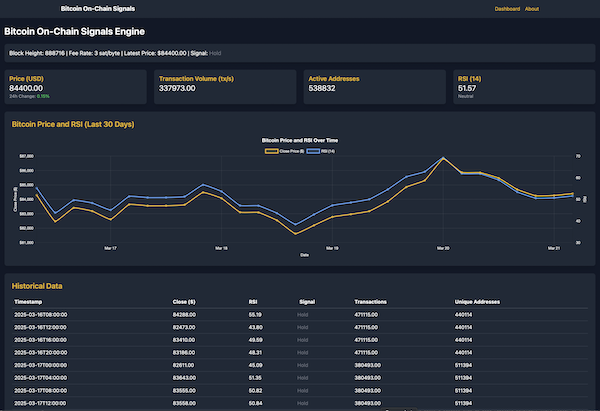 Bitcoin On-Chain Signals
Dashboard About
Bitcoin On-Chain Signals Engine
Block Height: 888716 | Fee Rate: 3 sat/byte | Latest Price: $84400.00 | Signal: Hold
Price (USD)
84400.00
24h Change: 0.16%
Transaction Volume (tx/s)
337973.00
Active Addresses
538832
RSI (14)
51.57
Neutral
Bitcoin Price and RSI (Last 30 Days)
Bitcoin Price and RSI Over Time
Close Price ($) RSI (14)
$87,000
$86,000
$85,000
$84,000
$83,000
$82,000
$81,000
Close Price ($)
70
60
50
40
30
RSI
Mar 17 Mar 18 Mar 19 Mar 20 Mar 21
Date
Historical Data
Timestamp Close ($) RSI Signal Transactions Unique Addresses
2025-03-16T08:00:00 84288.00 55.19 Hold 471115.00 440114
2025-03-16T12:00:00 82473.00 43.80 Hold 471115.00 440114
2025-03-16T16:00:00 83410.00 49.59 Hold 471115.00 440114
2025-03-16T20:00:00 83186.00 48.31 Hold 471115.00 440114
2025-03-17T00:00:00 82611.00 45.09 Hold 380493.00 511394
2025-03-17T04:00:00 83643.00 51.35 Hold 380493.00 511394
2025-03-17T08:00:00 83555.00 50.82 Hold 380493.00 511394
2025-03-17T12:00:00 83558.00 50.84 Hold 380493.00 511394